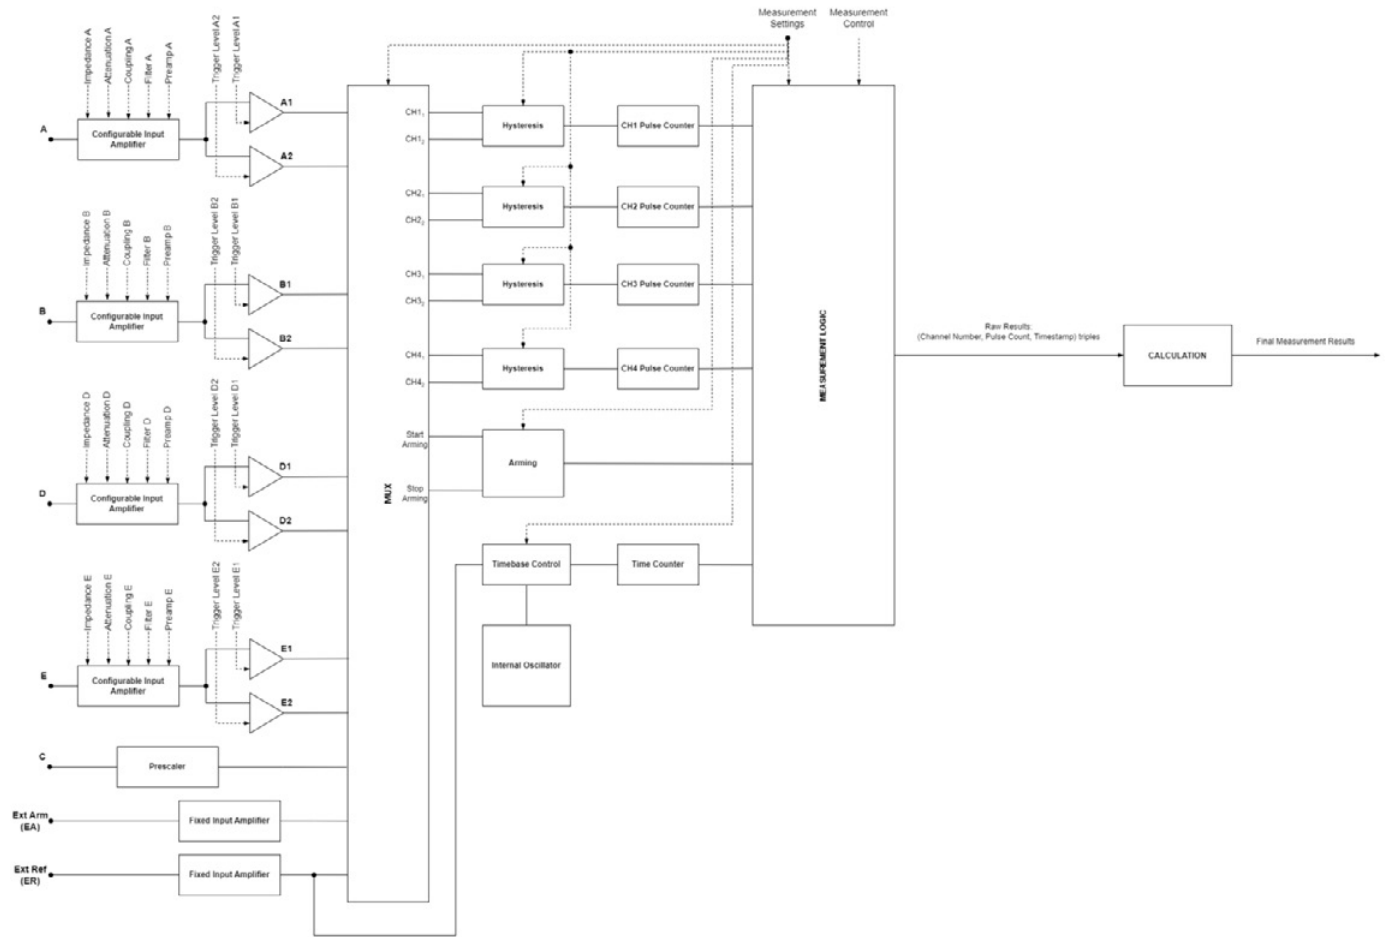 Measurement
Settings
Measurement
Control
Impedance A
Attenuation A
Coupling A
Filter A
Preamp A
Trigger Level A2
Trigger Level A1
A
Configurable Input
Amplifier
A1
A2
Impedance B
Attenuation B
Coupling B
Filter B
Preamp B
Trigger Level B2
Trigger Level B1
B
Configurable Input
Amplifier
B1
B2
Impedance D
Attenuation D
Coupling D
Filter D
Preamp D
Trigger Level D2
Trigger Level D1
D
Configurable Input
Amplifier
D1
D2
Impedance E
Attenuation E
Coupling E
Filter E
Preamp E
Trigger Level E2
Trigger Level E1
E
Configurable Input
Amplifier
E1
E2
C
Prescaler
Ext Arm
(EA)
Fixed Input Amplifier
Ext Ref
(ER)
Fixed Input Amplifier
MUX
CH1₁
CH1₂
Hysteresis
CH1 Pulse Counter
CH2₁
CH2₂
Hysteresis
CH2 Pulse Counter
CH3₁
CH3₂
Hysteresis
CH3 Pulse Counter
CH4₁
CH4₂
Hysteresis
CH4 Pulse Counter
Start
Arming
Stop
Arming
Arming
Timebase Control
Time Counter
Internal Oscillator
MEASUREMENT LOGIC
Raw Results:
(Channel Number, Pulse Count, Timestamp) triples
CALCULATION
Final Measurement Results